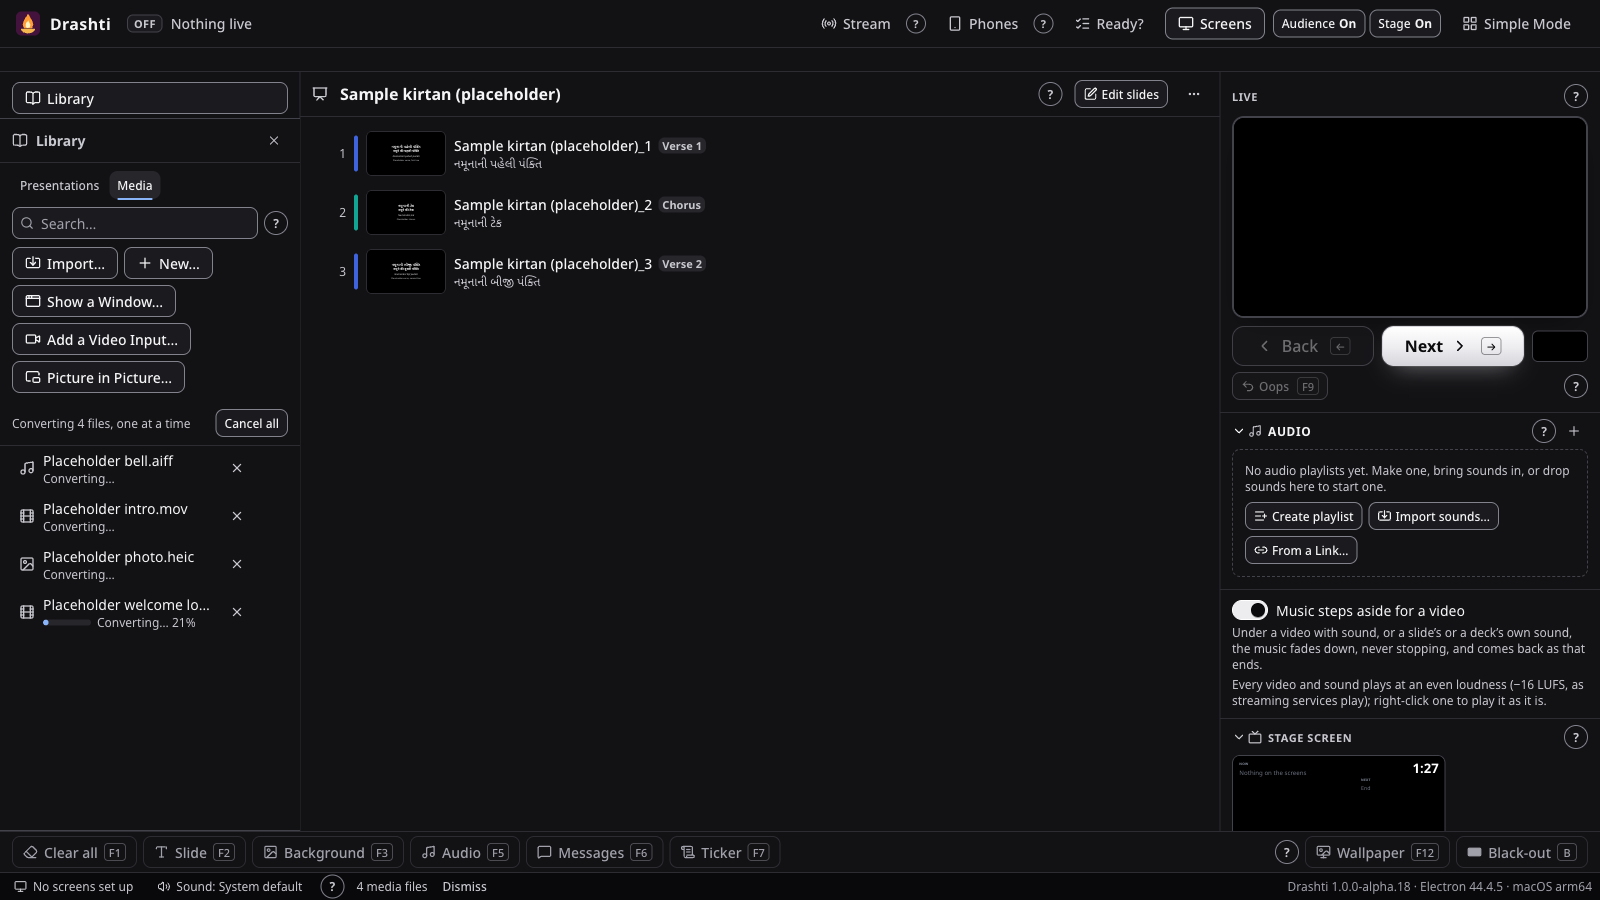 Drashti
OFF
Nothing live
Stream
?
Phones
?
Ready?
Screens
Audience On
Stage On
Simple Mode
Library
Library
Presentations
Media
Search...
?
Import...
New...
Show a Window...
Add a Video Input...
Picture in Picture...
Converting 4 files, one at a time
Cancel all
Placeholder bell.aiff
Converting...
Placeholder intro.mov
Converting...
Placeholder photo.heic
Converting...
Placeholder welcome lo...
Converting... 21%
Sample kirtan (placeholder)
?
Edit slides
1
Sample kirtan (placeholder)_1
Verse 1
નમૂનાની પહેલી પંક્તિ
2
Sample kirtan (placeholder)_2
Chorus
નમૂનાની ટેક
3
Sample kirtan (placeholder)_3
Verse 2
નમૂનાની બીજી પંક્તિ
LIVE
?
Back
Next
Oops
F9
?
AUDIO
?
No audio playlists yet. Make one, bring sounds in, or drop
sounds here to start one.
Create playlist
Import sounds...
From a Link...
Music steps aside for a video
Under a video with sound, or a slide’s or a deck’s own sound,
the music fades down, never stopping, and comes back as that
ends.
Every video and sound plays at an even loudness (−16 LUFS, as
streaming services play); right-click one to play it as it is.
STAGE SCREEN
?
1:27
Nothing on the screens
End
Clear all F1
Slide F2
Background F3
Audio F5
Messages F6
Ticker F7
?
Wallpaper F12
Black-out B
No screens set up
Sound: System default
?
4 media files
Dismiss
Drashti 1.0.0-alpha.18 · Electron 44.4.5 · macOS arm64